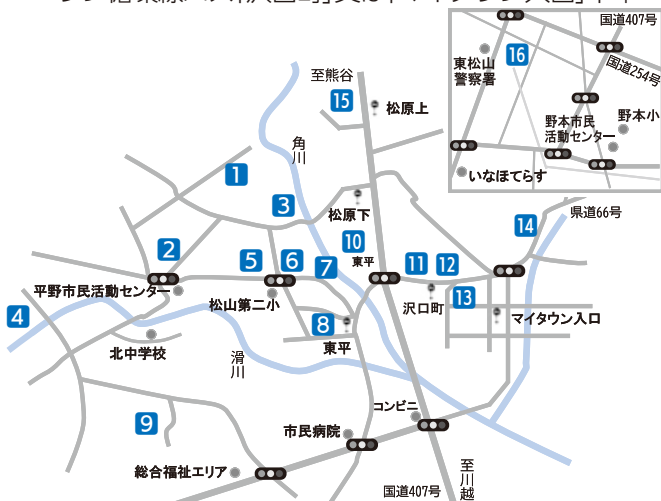 国道407号
16
東松山
警察署
国道254号
野本市民
活動センター
野本小
いなほてらす
至熊谷
15
松原上
角
川
1
3
松原下
県道66号
14
2
5
6
7
10
東平
11
12
13
平野市民活動センター
松山第二小
沢口町
マイタウン入口
4
8
東平
北中学校
滑
川
9
コンビニ
市民病院
総合福祉エリア
国道407号
至
川
越